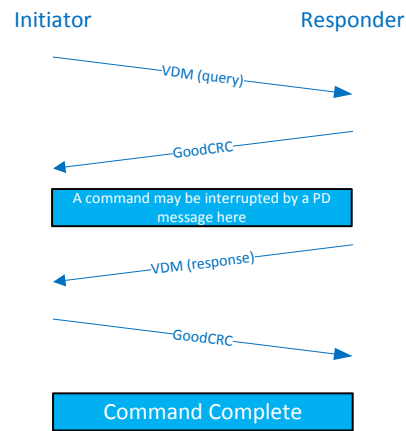 Initiator
Responder
VDM (query)
GoodCRC
A command may be interrupted by a PD
message here
VDM (response)
GoodCRC
Command Complete